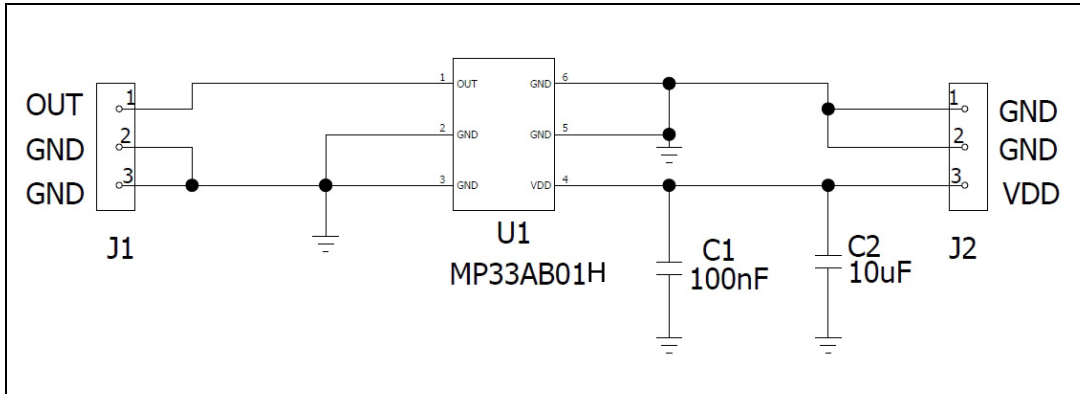 OUT
GND
GND
1
2
3
J1
1
OUT
2
GND
3
GND
GND
6
GND
5
VDD
4
U1
MP33AB01H
C1
100nF
C2
10uF
1
2
3
GND
GND
VDD
J2